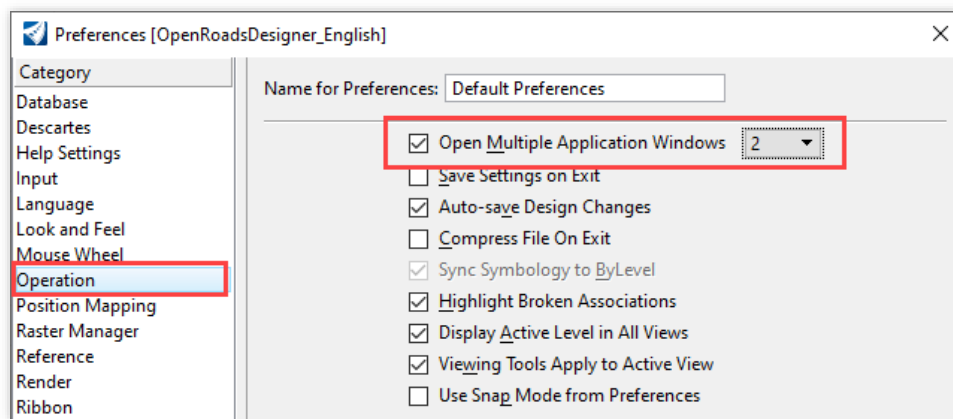 Preferences [OpenRoadsDesigner_English]
Category
Database
Descartes
Help Settings
Input
Language
Look and Feel
Mouse Wheel
Operation
Position Mapping
Raster Manager
Reference
Render
Ribbon
Name for Preferences: Default Preferences
Open Multiple Application Windows 2
Save Settings on Exit
Auto-save Design Changes
Compress File On Exit
Sync Symbology to ByLevel
Highlight Broken Associations
Display Active Level in All Views
Viewing Tools Apply to Active View
Use Snap Mode from Preferences